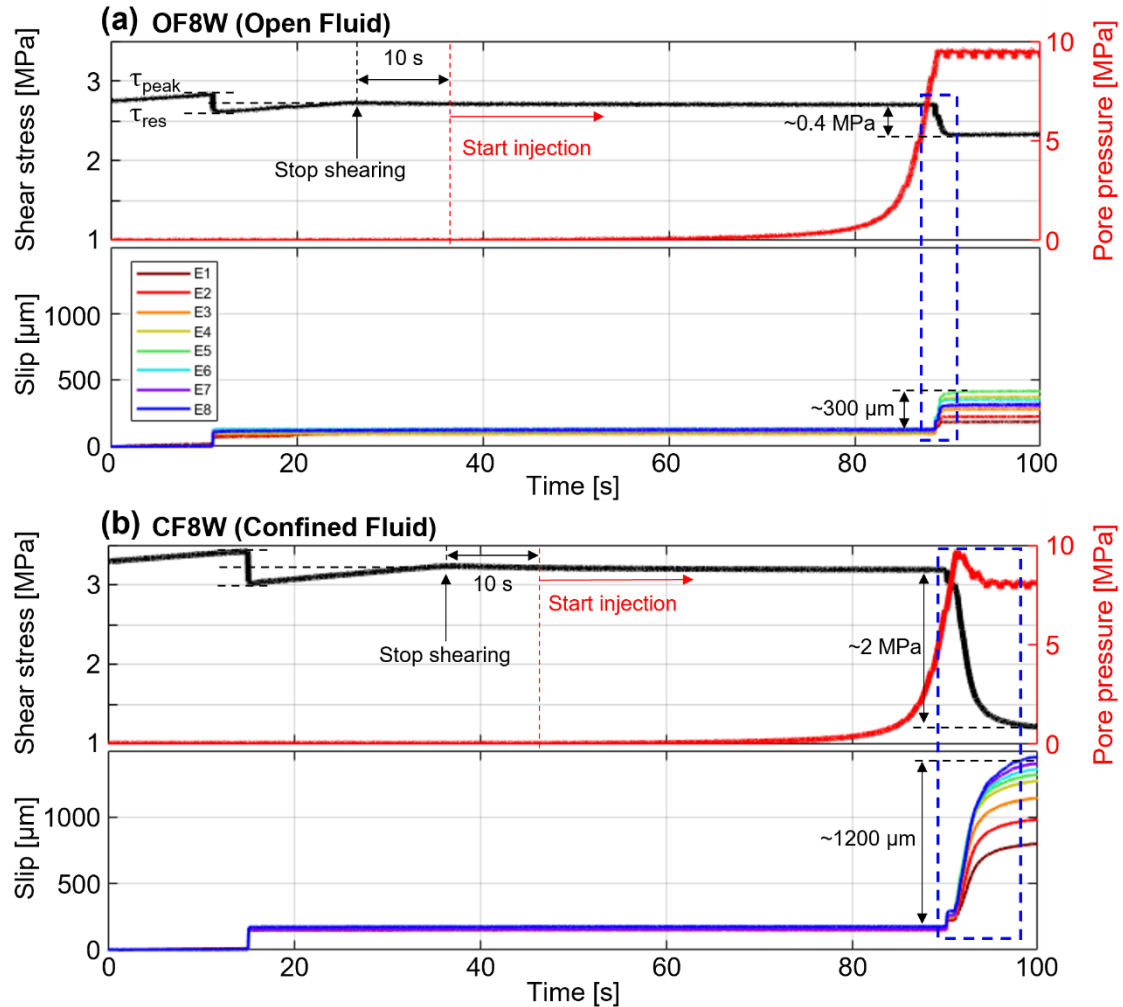 (a) OF8W (Open Fluid)
Shear stress [MPa]
3
2
1
τpeak
τres
10 s
Stop shearing
Start injection
~0.4 MPa
10
5
0
Pore pressure [MPa]
Slip [µm]
1000
500
0
E1
E2
E3
E4
E5
E6
E7
E8
~300 µm
0
20
40
60
80
100
Time [s]
(b) CF8W (Confined Fluid)
Shear stress [MPa]
3
2
1
10 s
Stop shearing
Start injection
~2 MPa
10
5
0
Pore pressure [MPa]
Slip [µm]
1000
500
0
~1200 µm
0
20
40
60
80
100
Time [s]